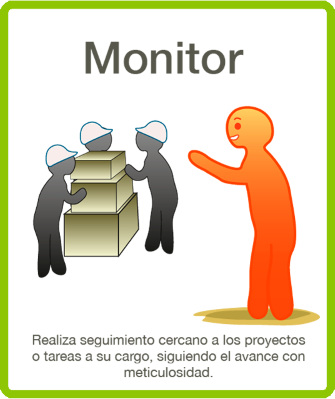 Monitor
Realiza seguimiento cercano a los proyectos
o tareas a su cargo, siguiendo el avance con
meticulosidad.